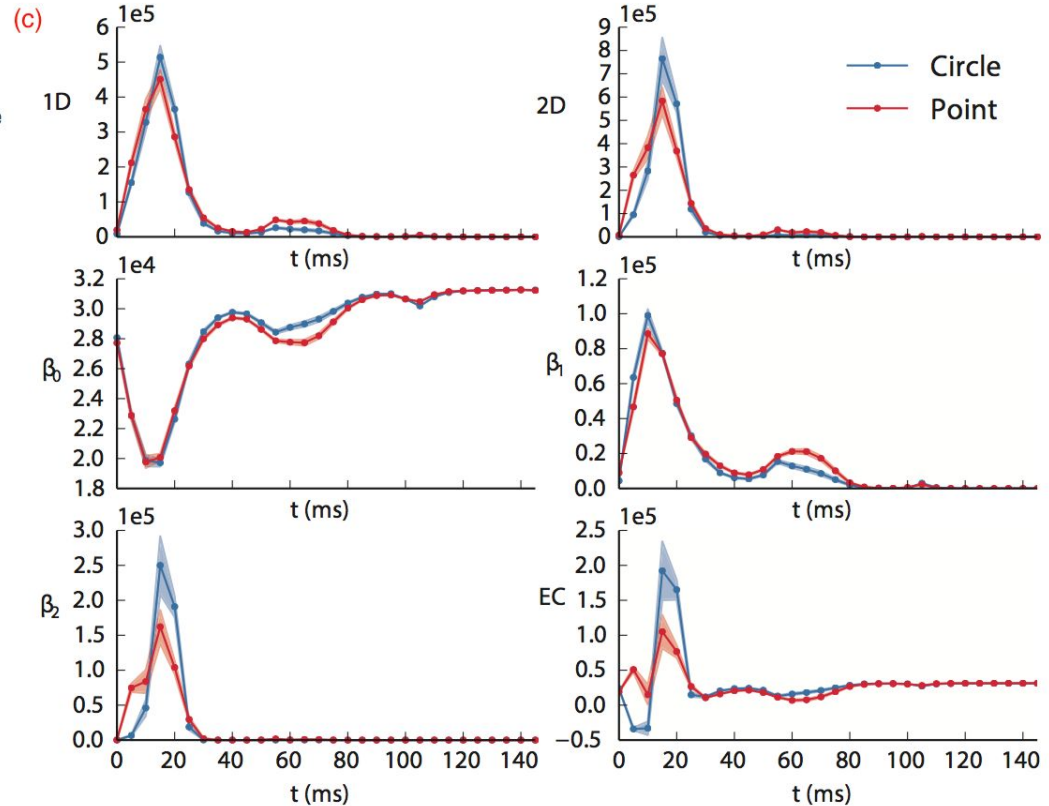 (c)
e
1e5
6
5
4
3
2
1
0
1D
t (ms)
1e5
9
8
7
6
5
4
3
2
1
0
2D
Circle
Point
t (ms)
1e4
3.2
3.0
2.8
2.6
2.4
2.2
2.0
1.8
β0
t (ms)
1e5
1.2
1.0
0.8
0.6
0.4
0.2
0.0
β1
t (ms)
1e5
3.0
2.5
2.0
1.5
1.0
0.5
0.0
β2
0 20 40 60 80 100 120 140
t (ms)
1e5
2.5
2.0
1.5
1.0
0.5
0.0
−0.5
EC
0 20 40 60 80 100 120 140
t (ms)